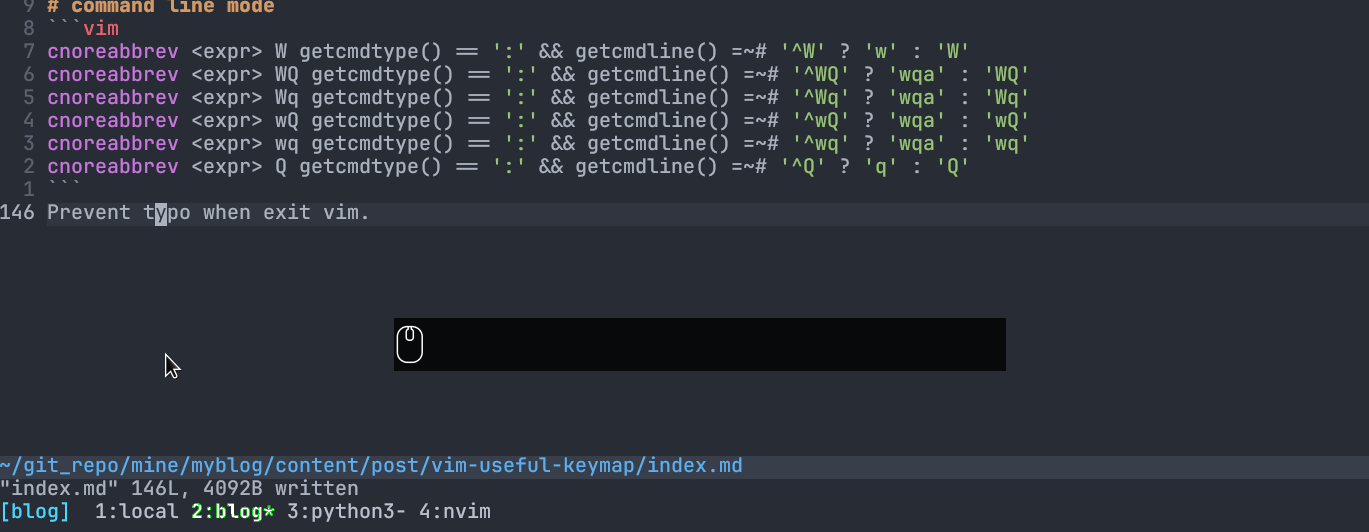 9 # command line mode
8 ```vim
7 cnoreabbrev <expr> W getcmdtype() == ':' && getcmdline() =~# '^W' ? 'w' : 'W'
6 cnoreabbrev <expr> WQ getcmdtype() == ':' && getcmdline() =~# '^WQ' ? 'wqa' : 'WQ'
5 cnoreabbrev <expr> Wq getcmdtype() == ':' && getcmdline() =~# '^Wq' ? 'wqa' : 'Wq'
4 cnoreabbrev <expr> wQ getcmdtype() == ':' && getcmdline() =~# '^wQ' ? 'wqa' : 'wQ'
3 cnoreabbrev <expr> wq getcmdtype() == ':' && getcmdline() =~# '^wq' ? 'wqa' : 'wq'
2 cnoreabbrev <expr> Q getcmdtype() == ':' && getcmdline() =~# '^Q' ? 'q' : 'Q'
1 ```
146 Prevent typo when exit vim.
~/git_repo/mine/myblog/content/post/vim-useful-keymap/index.md
"index.md" 146L, 4092B written
[blog] 1:local 2:blog* 3:python3- 4:nvim